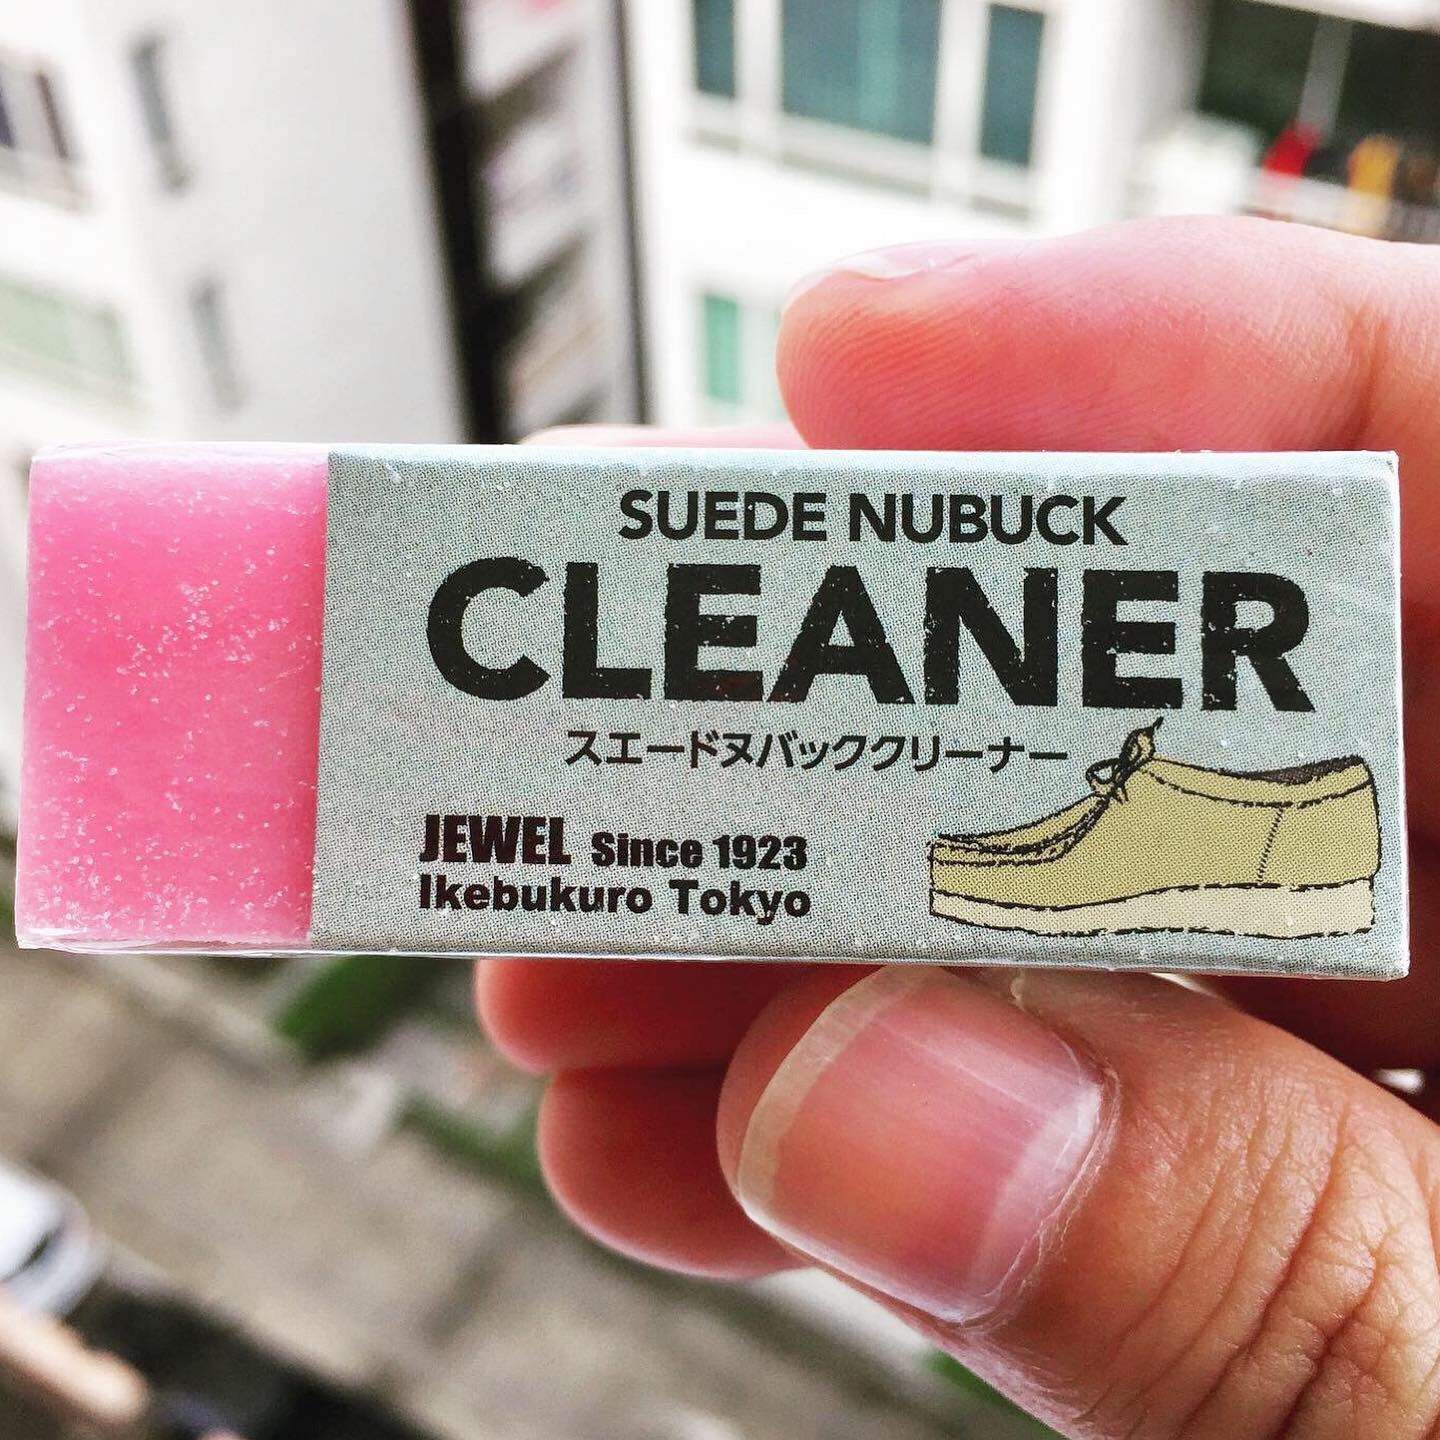 SUEDE NUBUCK
CLEANER
スエードヌバッククリーナー
JEWEL Since 1923
Ikebukuro Tokyo